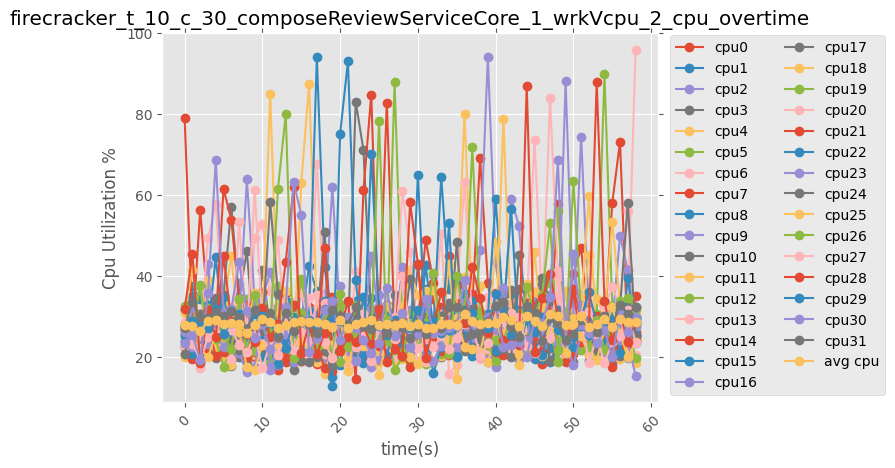 firecracker_t_10_c_30_composeReviewServiceCore_1_wrkVcpu_2_cpu_overtime
100
80
60
40
20
Cpu Utilization %
0
10
20
30
40
50
60
time(s)
cpu0
cpu1
cpu2
cpu3
cpu4
cpu5
cpu6
cpu7
cpu8
cpu9
cpu10
cpu11
cpu12
cpu13
cpu14
cpu15
cpu16
cpu17
cpu18
cpu19
cpu20
cpu21
cpu22
cpu23
cpu24
cpu25
cpu26
cpu27
cpu28
cpu29
cpu30
cpu31
avg cpu